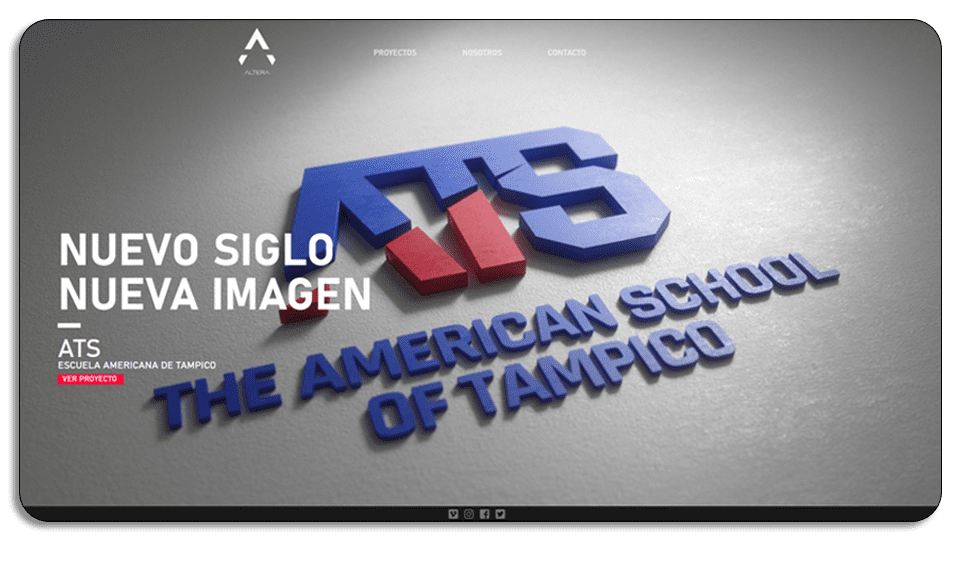 ALTERA
PROYECTOS
NOSOTROS
CONTACTO
ATS
NUEVO SIGLO
NUEVA IMAGEN
ATS
ESCUELA AMERICANA DE TAMPICO
VER PROYECTO
THE AMERICAN SCHOOL
OF TAMPICO